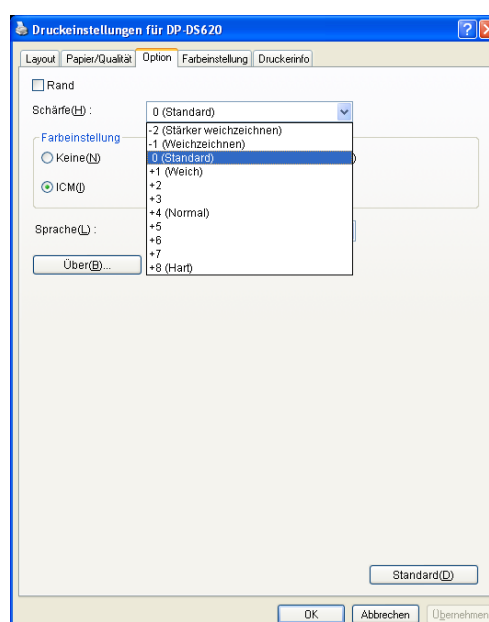 Druckeinstellungen für DP-DS620
Layout Papier/Qualität Option Farbeinstellung Druckerinfo
Rand
Schärfe(H) : 0 (Standard)
-2 (Stärker weichzeichnen)
-1 (Weichzeichnen)
0 (Standard)
+1 (Weich)
+2
+3
+4 (Normal)
+5
+6
+7
+8 (Hart)
Farbeinstellung
Keine(N)
ICM(I)
Sprache(L) :
Über(B)...
Standard(D)
OK Abbrechen Übernehmen